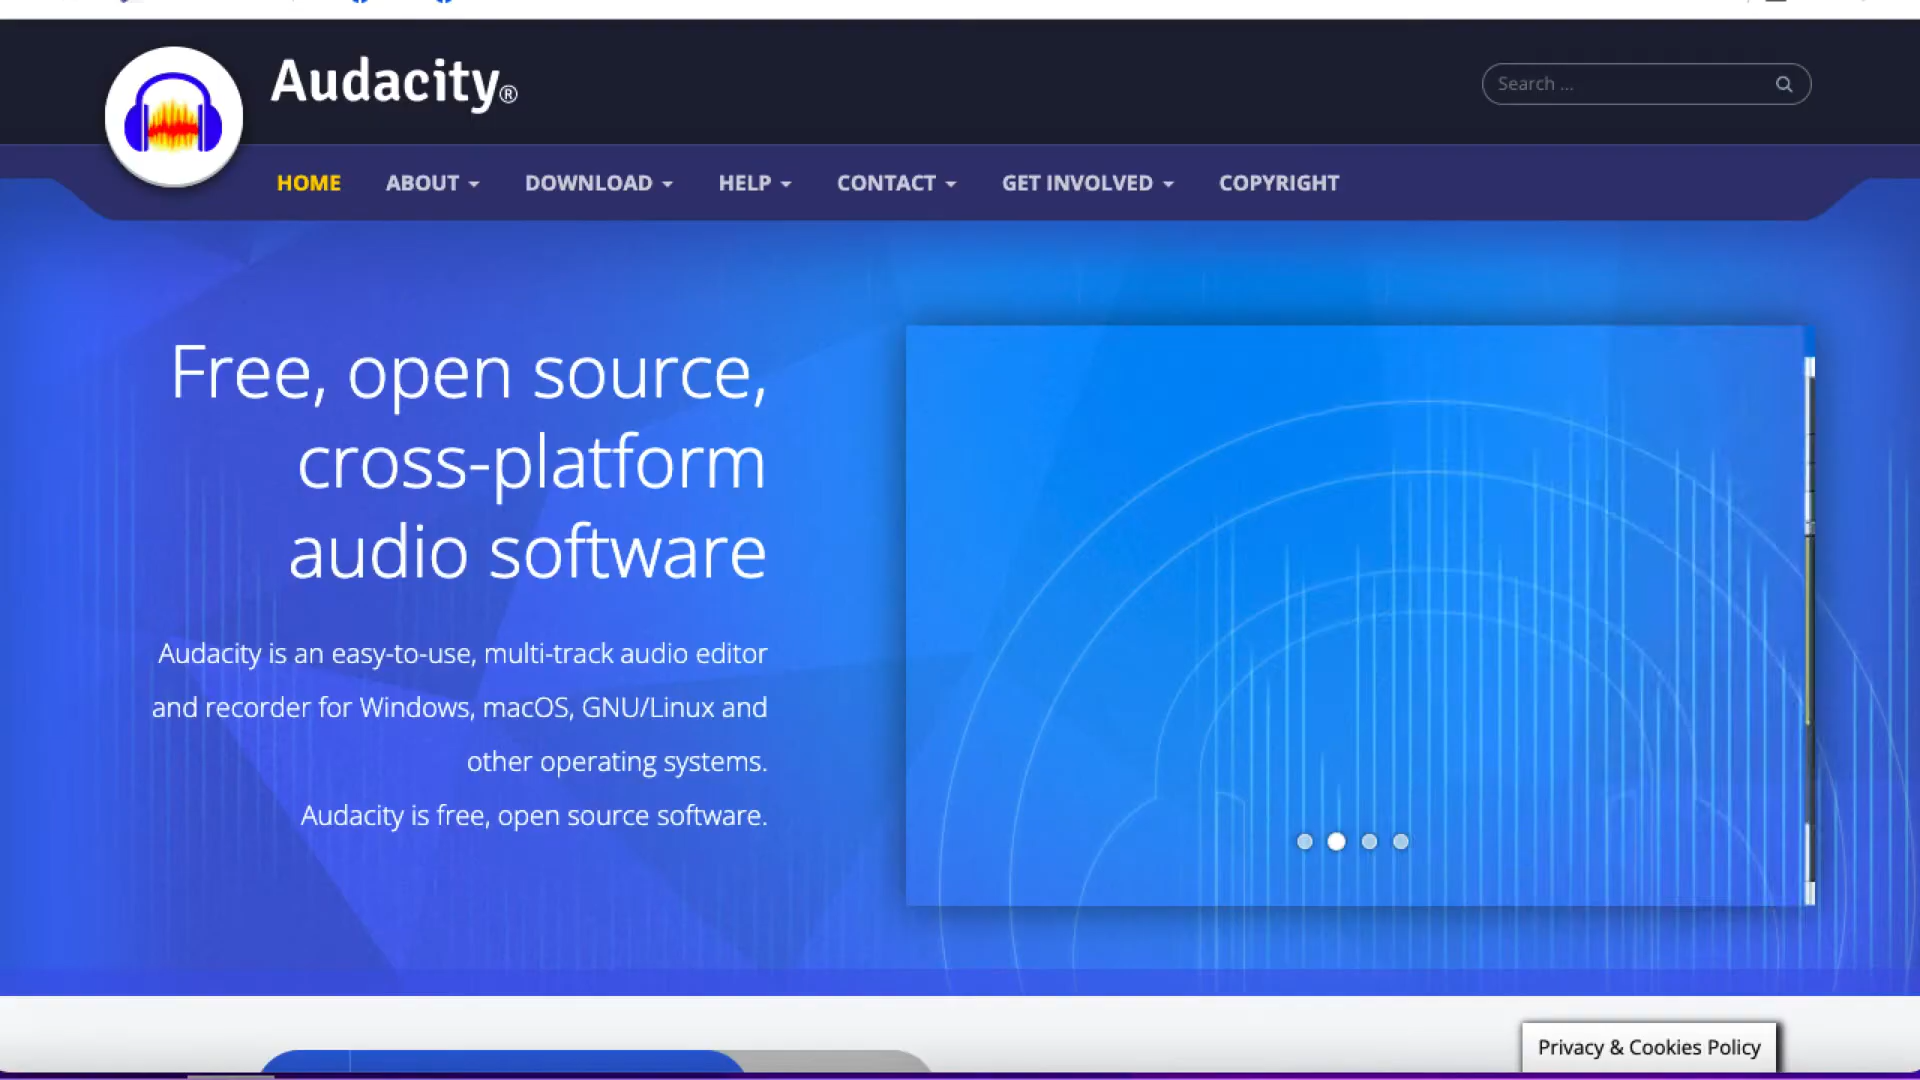 Audacity®
Search ...
HOME ABOUT DOWNLOAD HELP CONTACT GET INVOLVED COPYRIGHT
Free, open source,
cross-platform
audio software
Audacity is an easy-to-use, multi-track audio editor
and recorder for Windows, macOS, GNU/Linux and
other operating systems.
Audacity is free, open source software.
Privacy & Cookies Policy